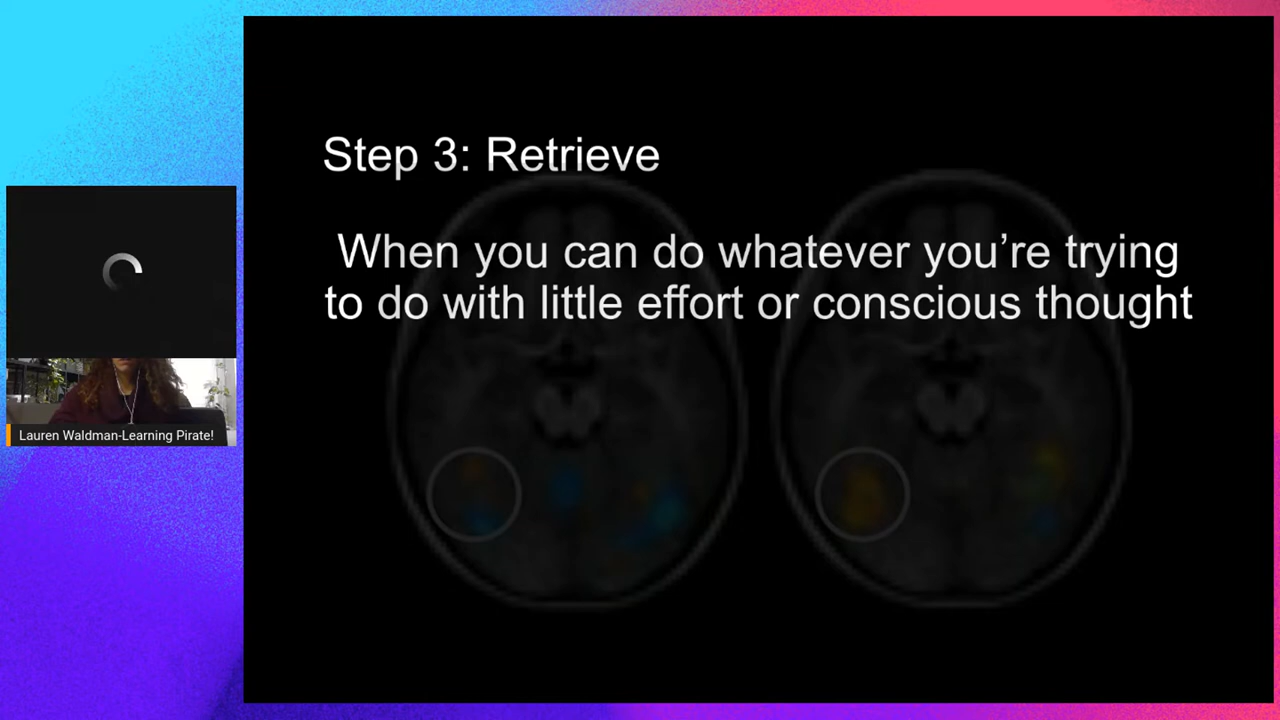 Step 3: Retrieve
When you can do whatever you’re trying
to do with little effort or conscious thought
Lauren Waldman-Learning Pirate!